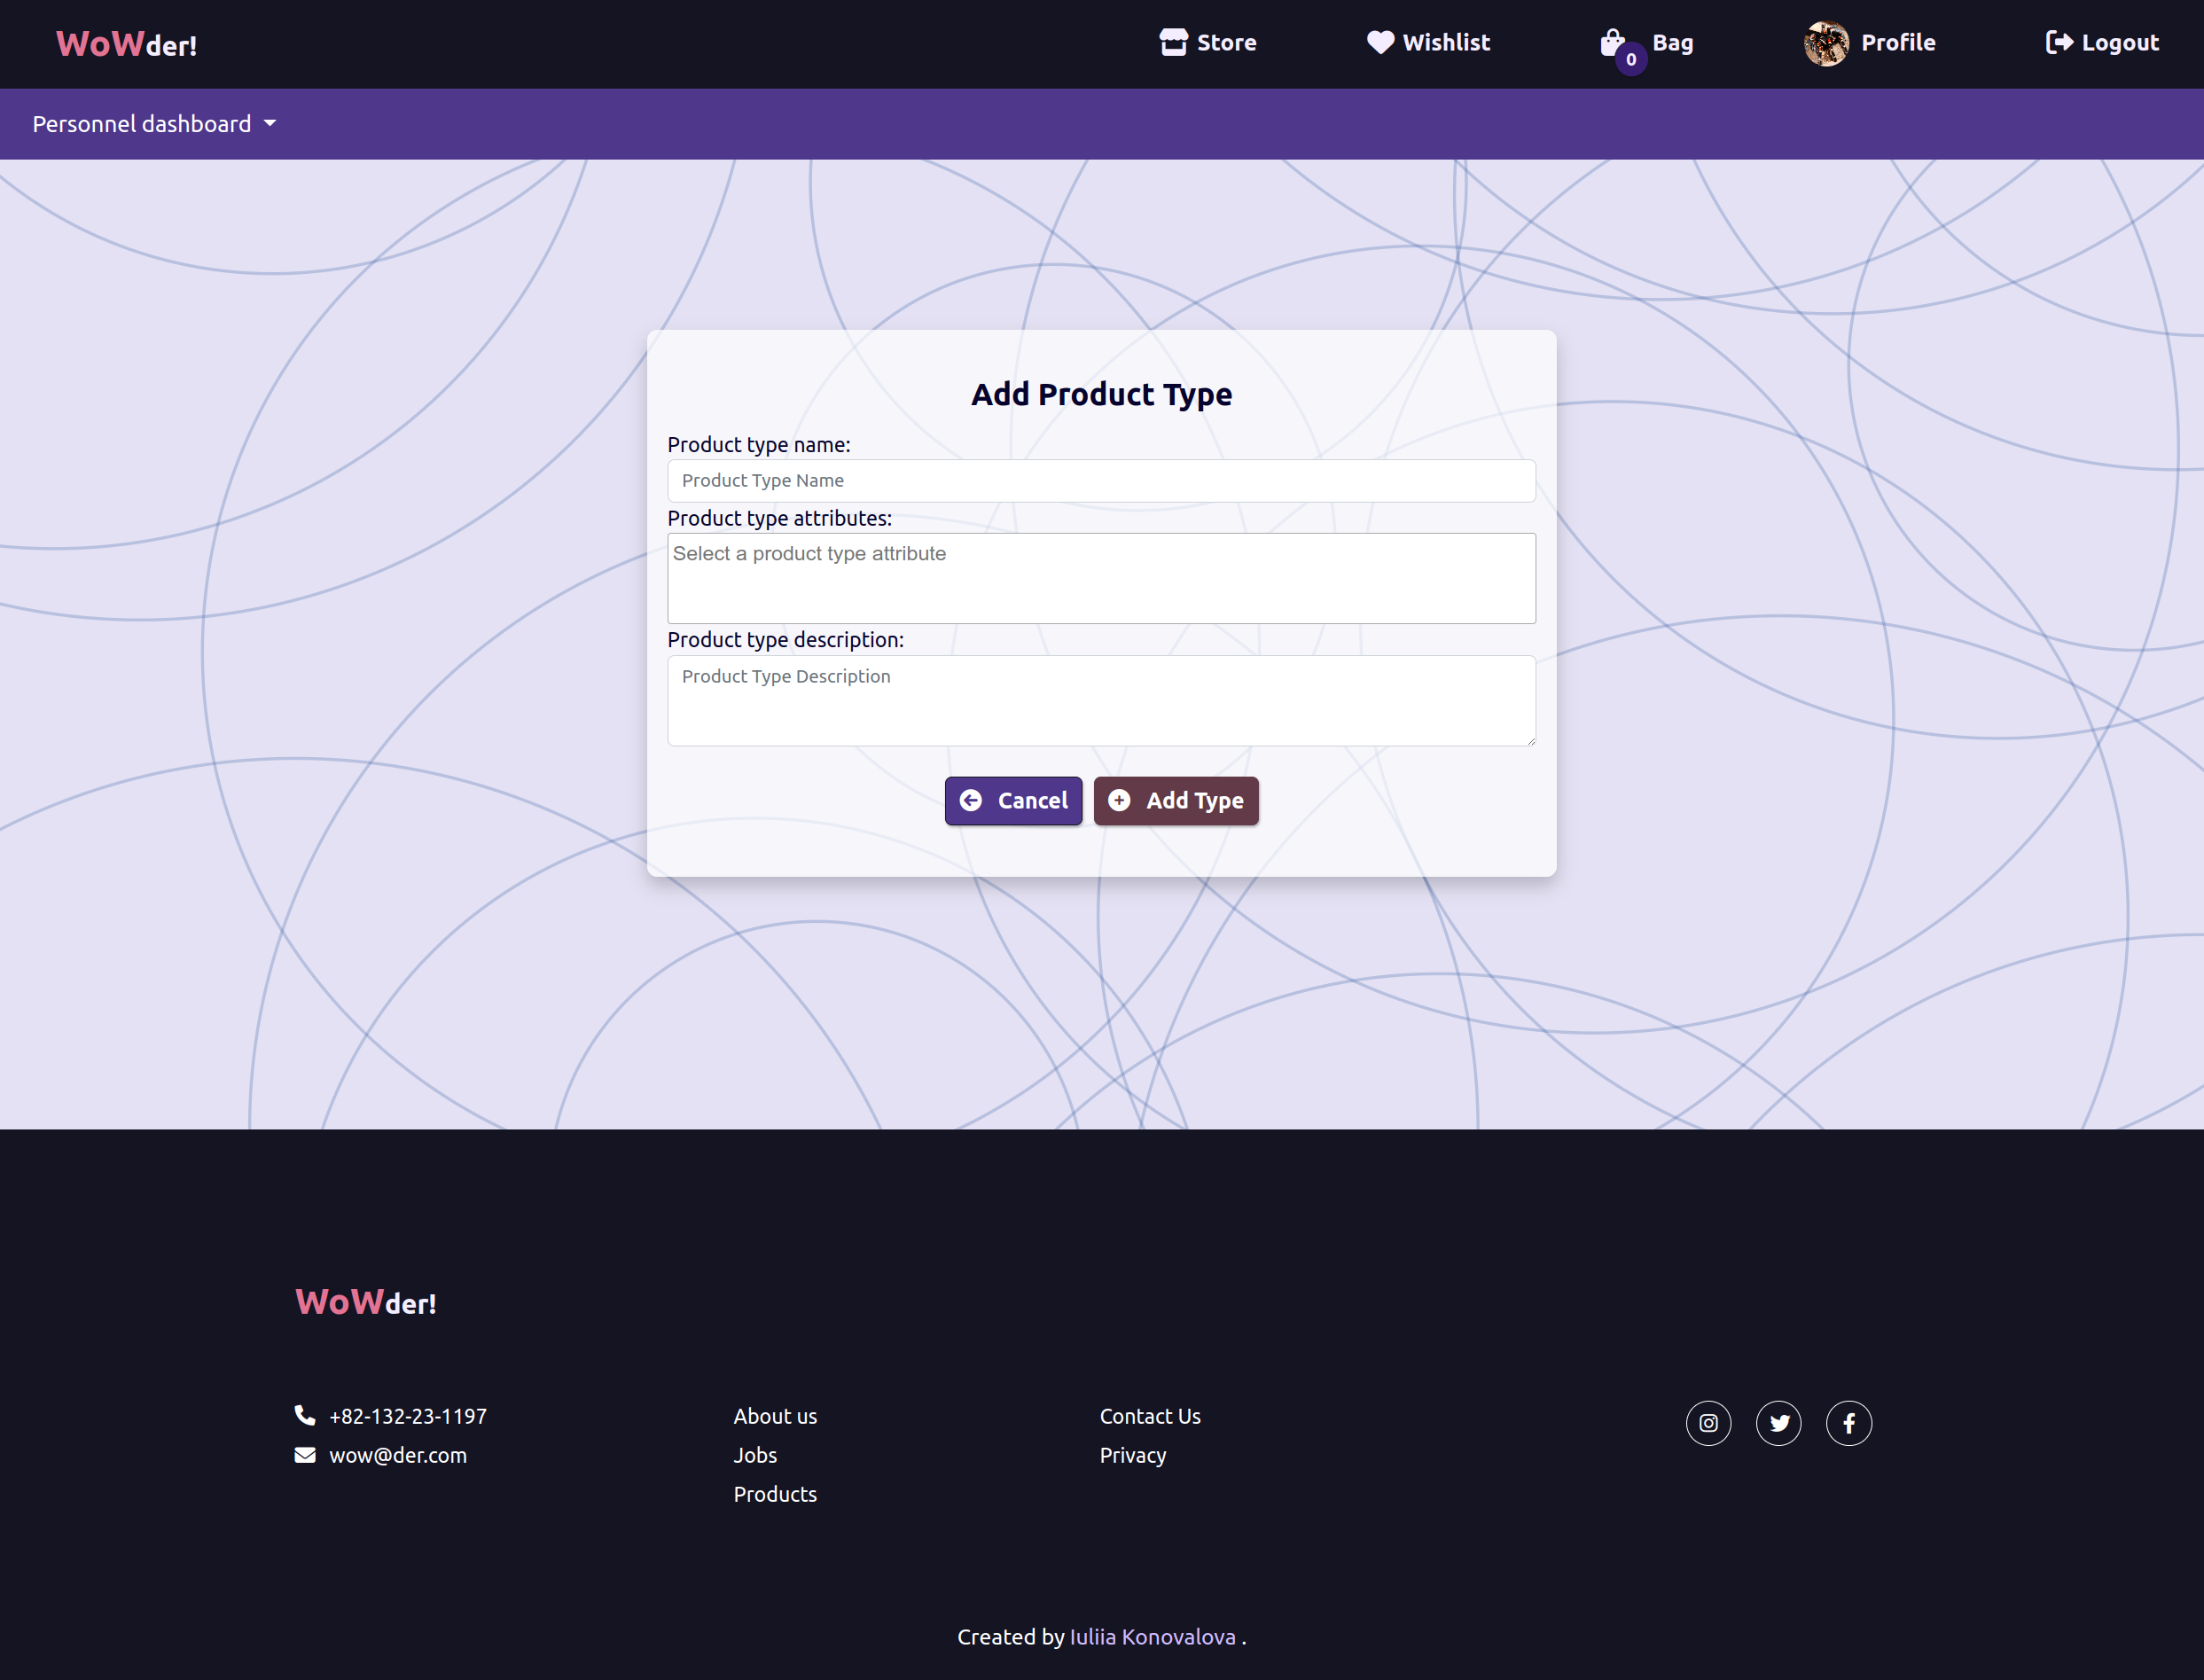 WoWder!
Store
Wishlist
0
Bag
Profile
Logout
Personnel dashboard
Add Product Type
Product type name:
Product Type Name
Product type attributes:
Select a product type attribute
Product type description:
Product Type Description
Cancel
Add Type
WoWder!
+82-132-23-1197
wow@der.com
About us
Jobs
Products
Contact Us
Privacy
Created by Iuliia Konovalova .